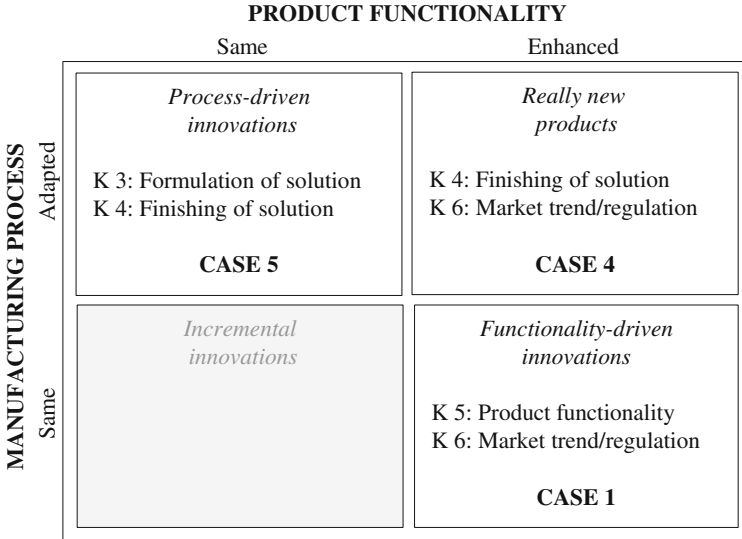 PRODUCT FUNCTIONALITY
Same
Enhanced
MANUFACTURING PROCESS
Adapted
Process-driven
innovations
K 3: Formulation of solution
K 4: Finishing of solution
CASE 5
Really new
products
K 4: Finishing of solution
K 6: Market trend/regulation
CASE 4
Same
Incremental
innovations
Functionality-driven
innovations
K 5: Product functionality
K 6: Market trend/regulation
CASE 1